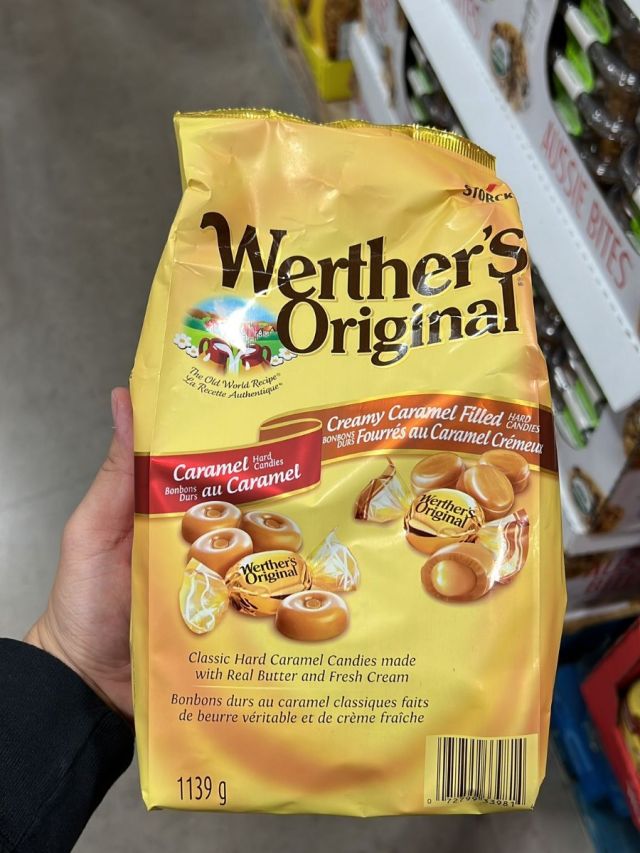 STORCK
Werther's
Original
The Old World Recipe®
La Recette Authentique®
Creamy Caramel Filled HARD CANDIES
BONBONS DURS Fourrés au Caramel Crémeux
Caramel Hard Candies
Bonbons Durs au Caramel
Werther's
Original
Werther's
Original
Classic Hard Caramel Candies made
with Real Butter and Fresh Cream
Bonbons durs au caramel classiques faits
de beurre véritable et de crème fraîche
1139 g
0 72799 33981
AUSSIE BITES